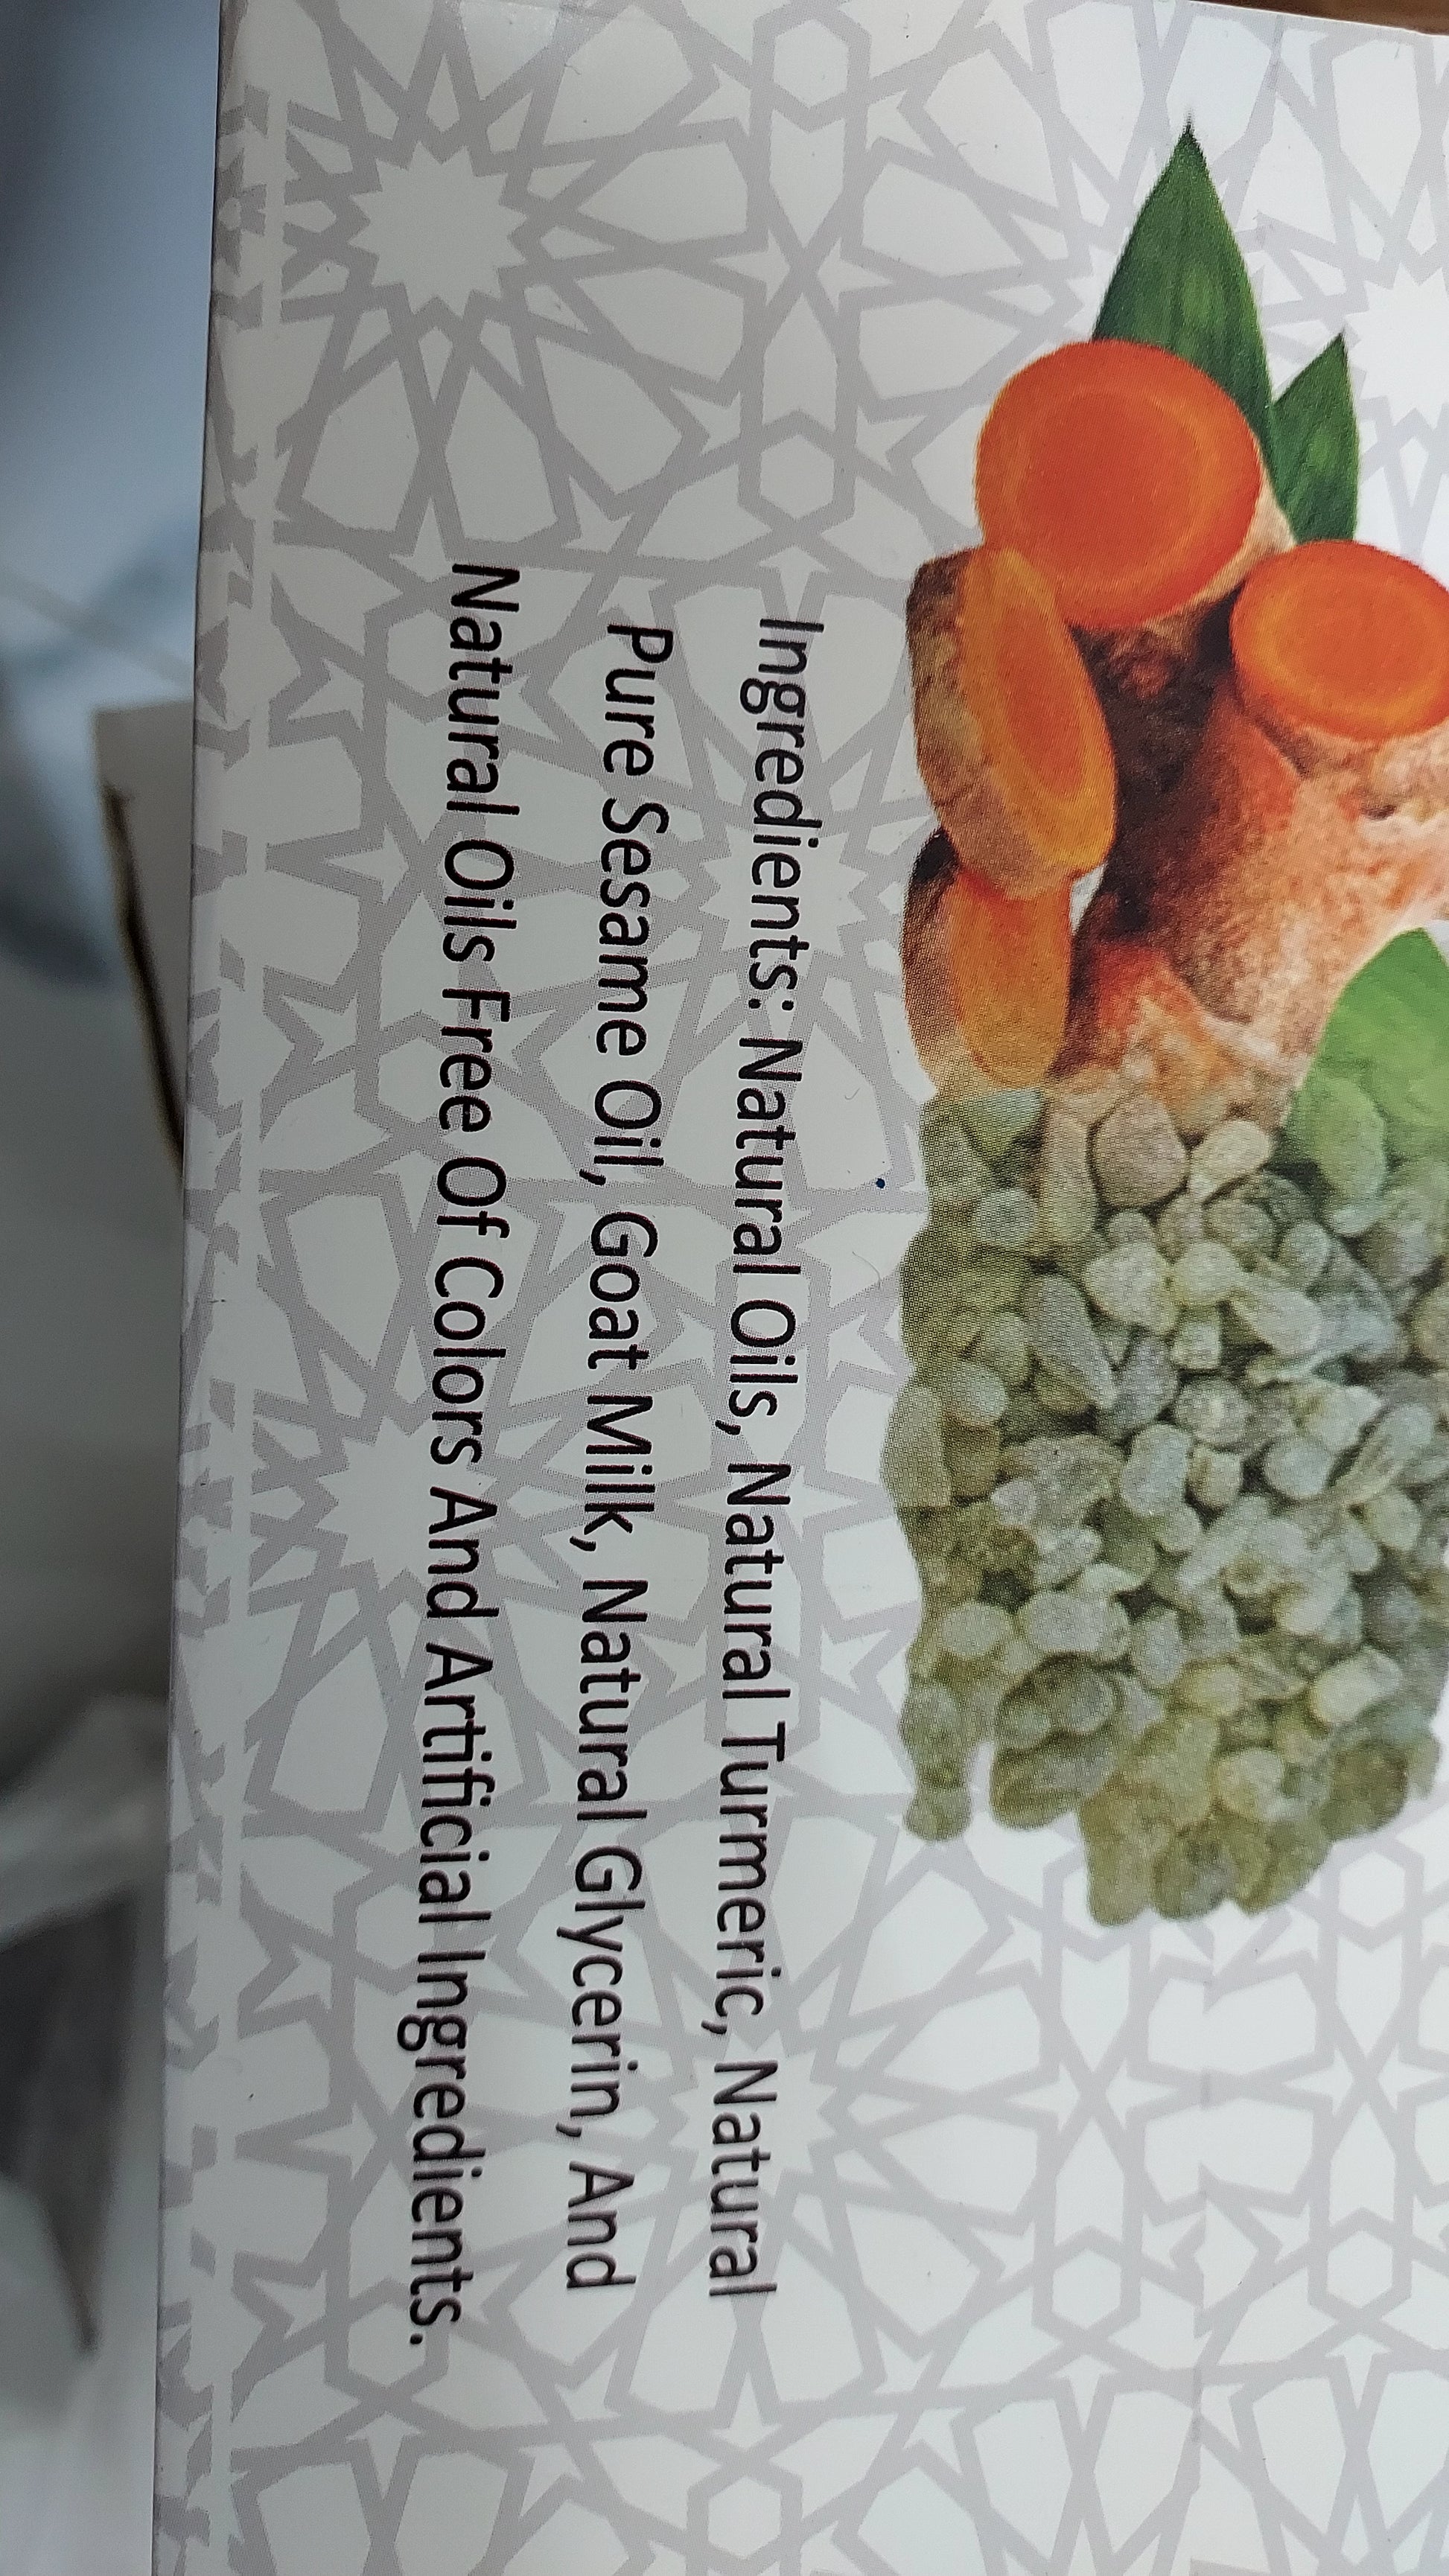 Ingredients: Natural Oils, Natural Turmeric, Natural
Pure Sesame Oil, Goat Milk, Natural Glycerin, And
Natural Oils Free Of Colors And Artificial Ingredients.